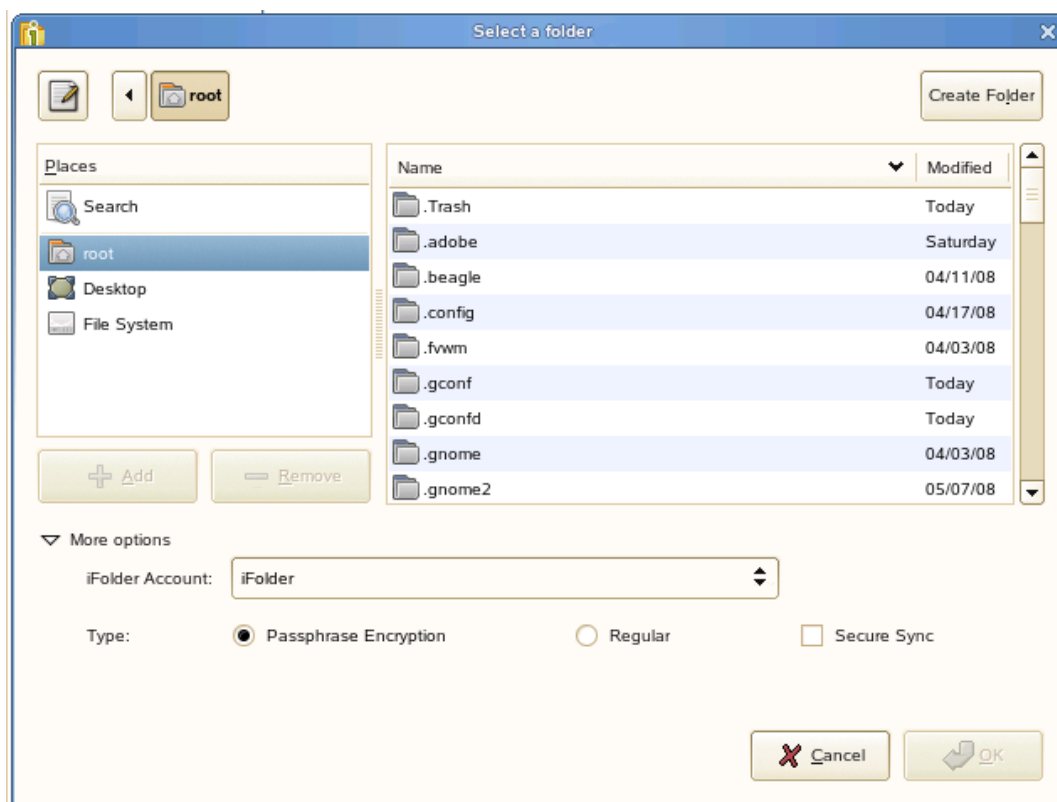 Select a folder
root
Create Folder
Places
Name Modified
Search
root
Desktop
File System
.Trash Today
.adobe Saturday
.beagle 04/11/08
.config 04/17/08
.fvwm 04/03/08
.gconf Today
.gconfd Today
.gnome 04/03/08
.gnome2 05/07/08
Add Remove
More options
iFolder Account: iFolder
Type: Passphrase Encryption Regular Secure Sync
Cancel OK